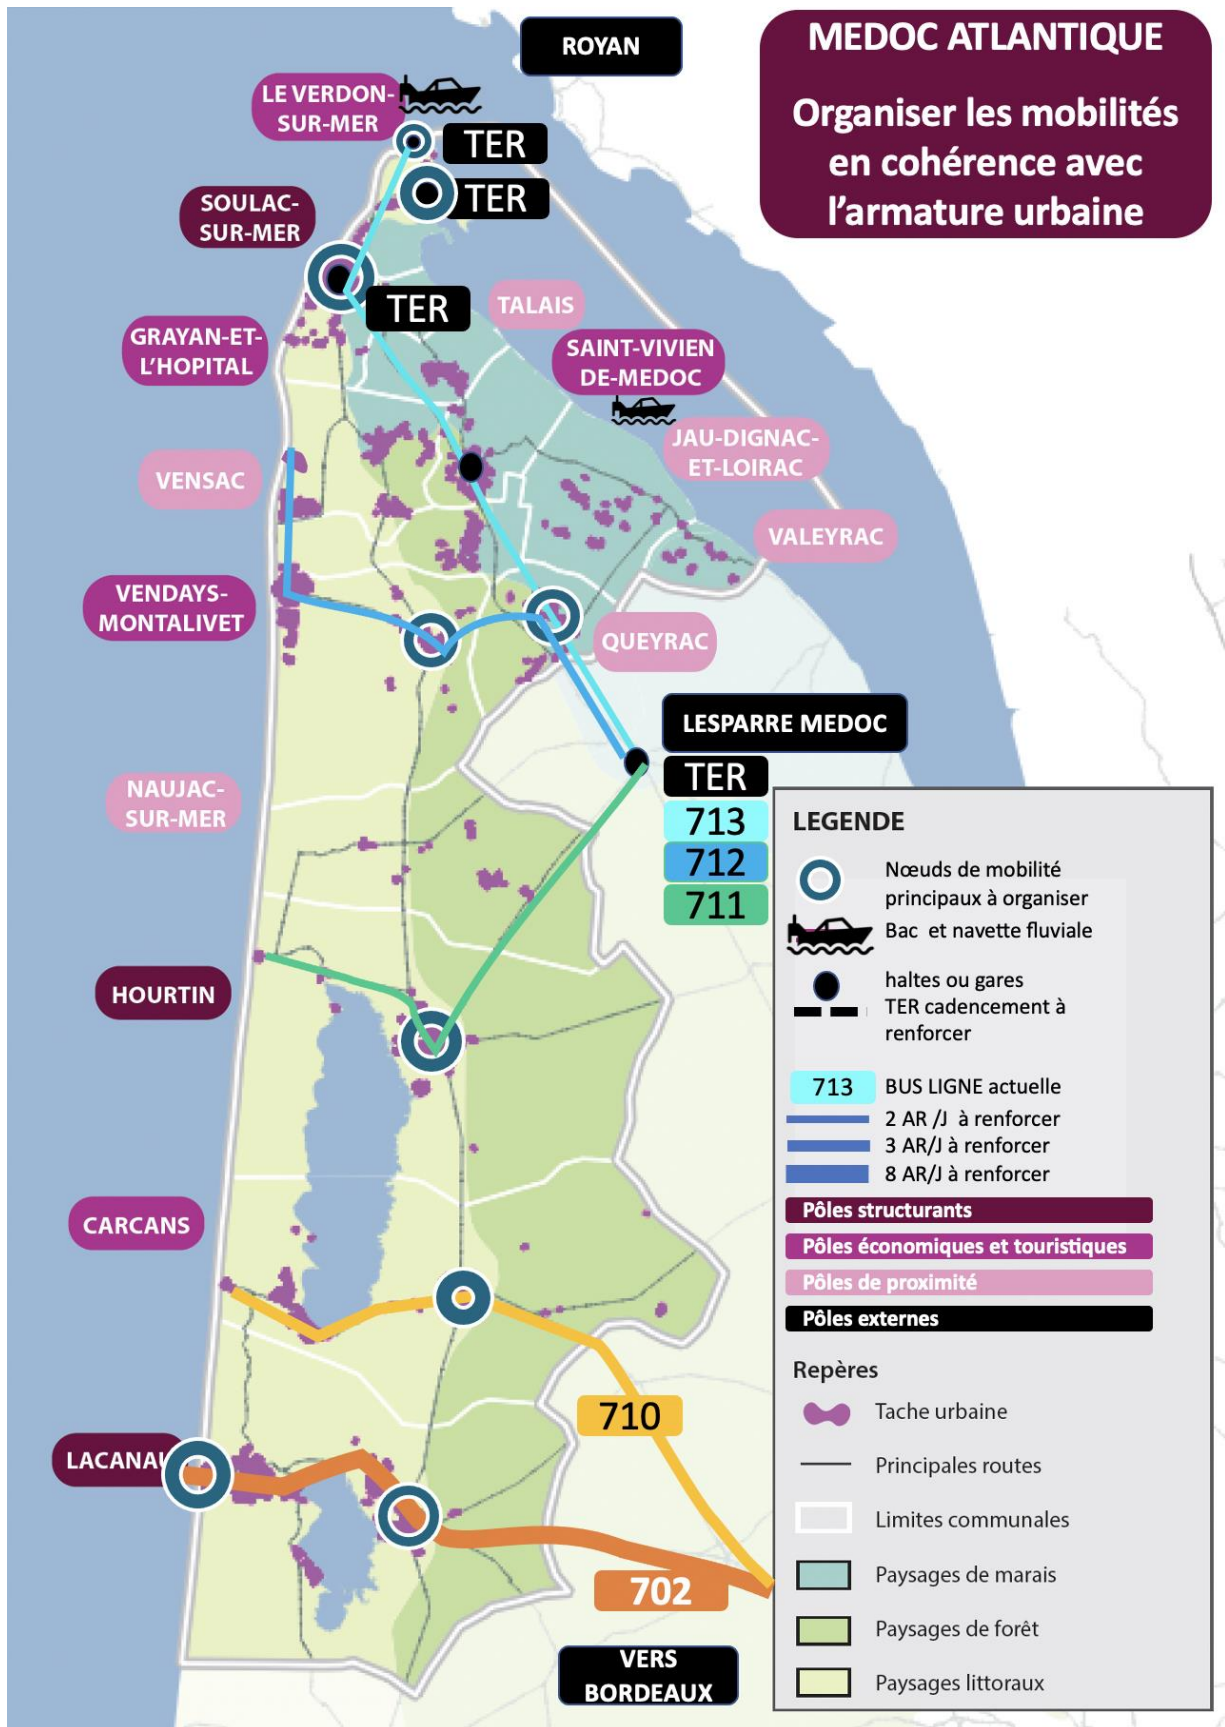 ROYAN
MEDOC ATLANTIQUE
Organiser les mobilités
en cohérence avec
l'armature urbaine
LE VERDON-
SUR-MER
TER
TER
SOULAC-
SUR-MER
TER
TALAIS
GRAYAN-ET-
L'HOPITAL
SAINT-VIVIEN
DE-MEDOC
JAU-DIGNAC-
ET-LOIRAC
VENSAC
VALEYRAC
VENDAYS-
MONTALIVET
QUEYRAC
LESPARRE MEDOC
TER
713
712
711
NAUJAC-
SUR-MER
HOURTIN
CARCANS
710
LACANAU
702
VERS
BORDEAUX
LEGENDE
Nœuds de mobilité
principaux à organiser
Bac et navette fluviale
haltes ou gares
TER cadencement à
renforcer
713 BUS LIGNE actuelle
2 AR /J à renforcer
3 AR/J à renforcer
8 AR/J à renforcer
Pôles structurants
Pôles économiques et touristiques
Pôles de proximité
Pôles externes
Repères
Tache urbaine
Principales routes
Limites communales
Paysages de marais
Paysages de forêt
Paysages littoraux